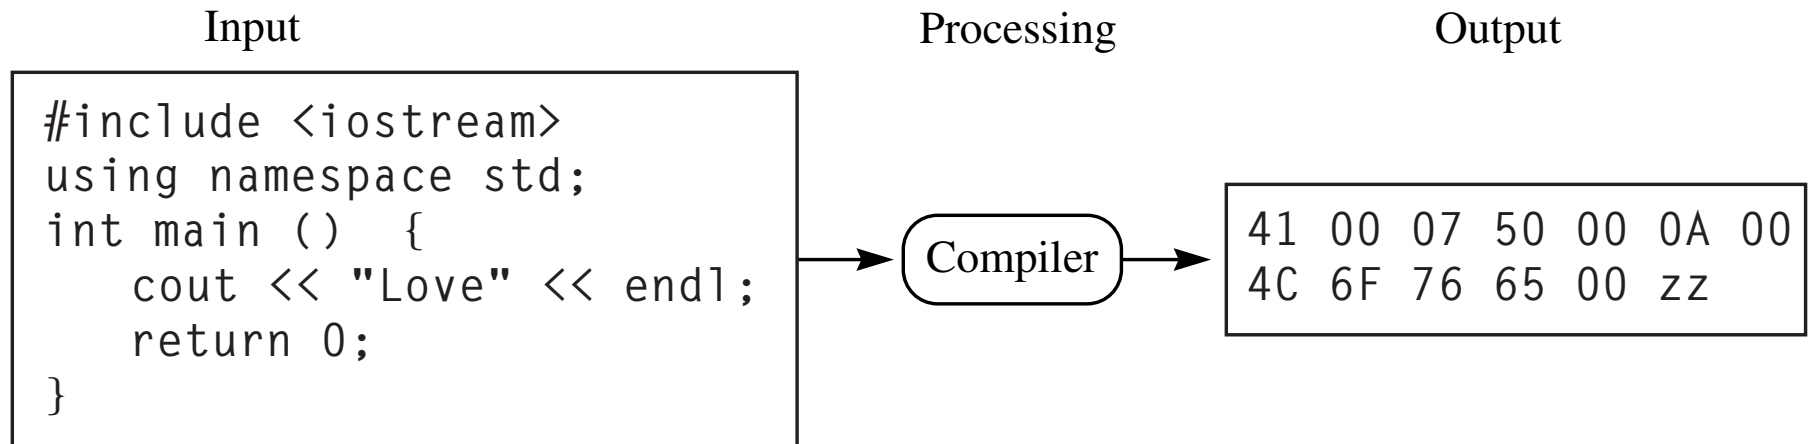 Input Processing Output
#include <iostream>
using namespace std;
int main ()  {
   cout << "Love" << endl;
   return 0;
}
Compiler
41 00 07 50 00 0A 00
4C 6F 76 65 00 zz